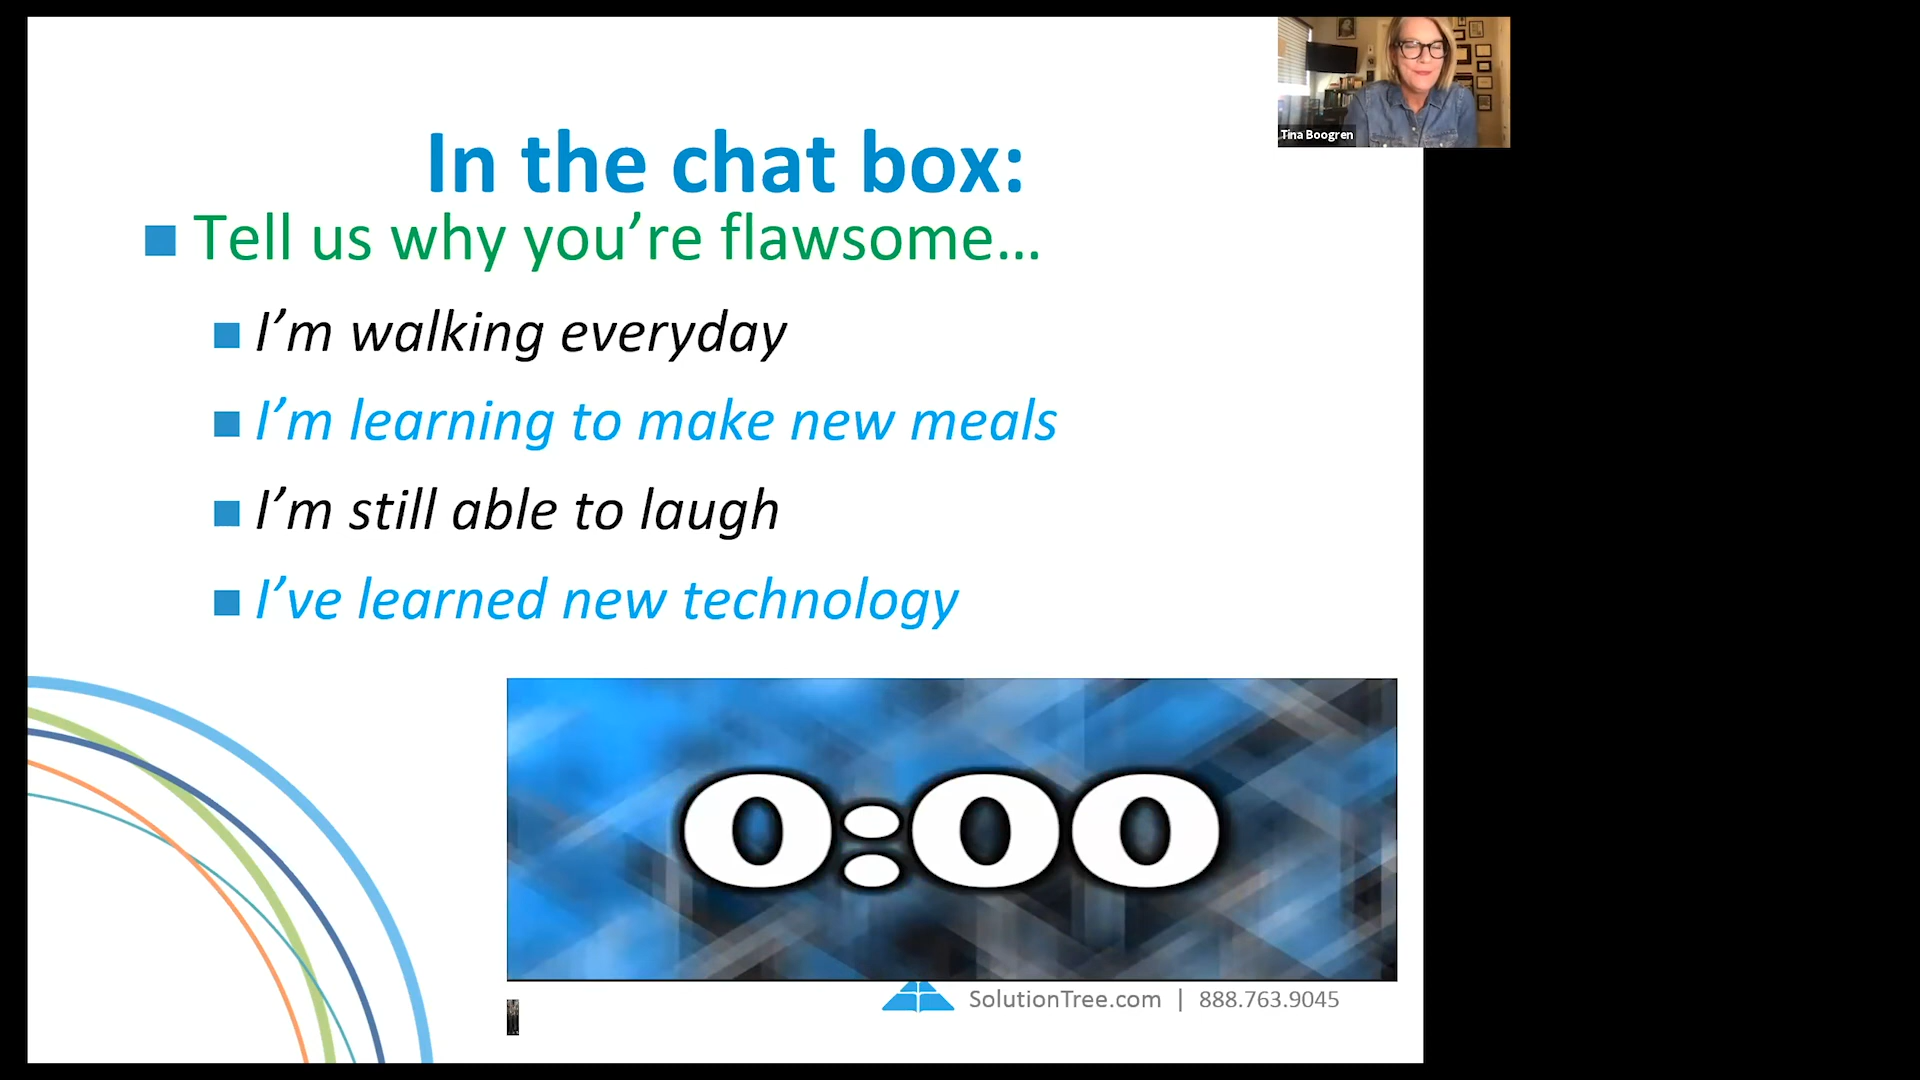 Tina Boogren
In the chat box:
Tell us why you’re flawsome…
I’m walking everyday
I’m learning to make new meals
I’m still able to laugh
I’ve learned new technology
0:00
SolutionTree.com | 888.763.9045